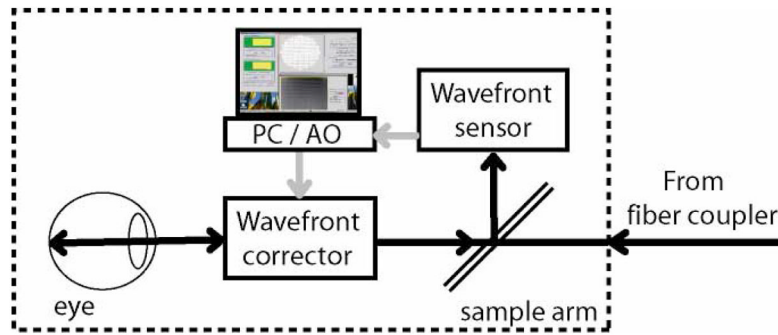 Wavefront
sensor
PC / AO
From
fiber coupler
Wavefront
corrector
eye
sample arm